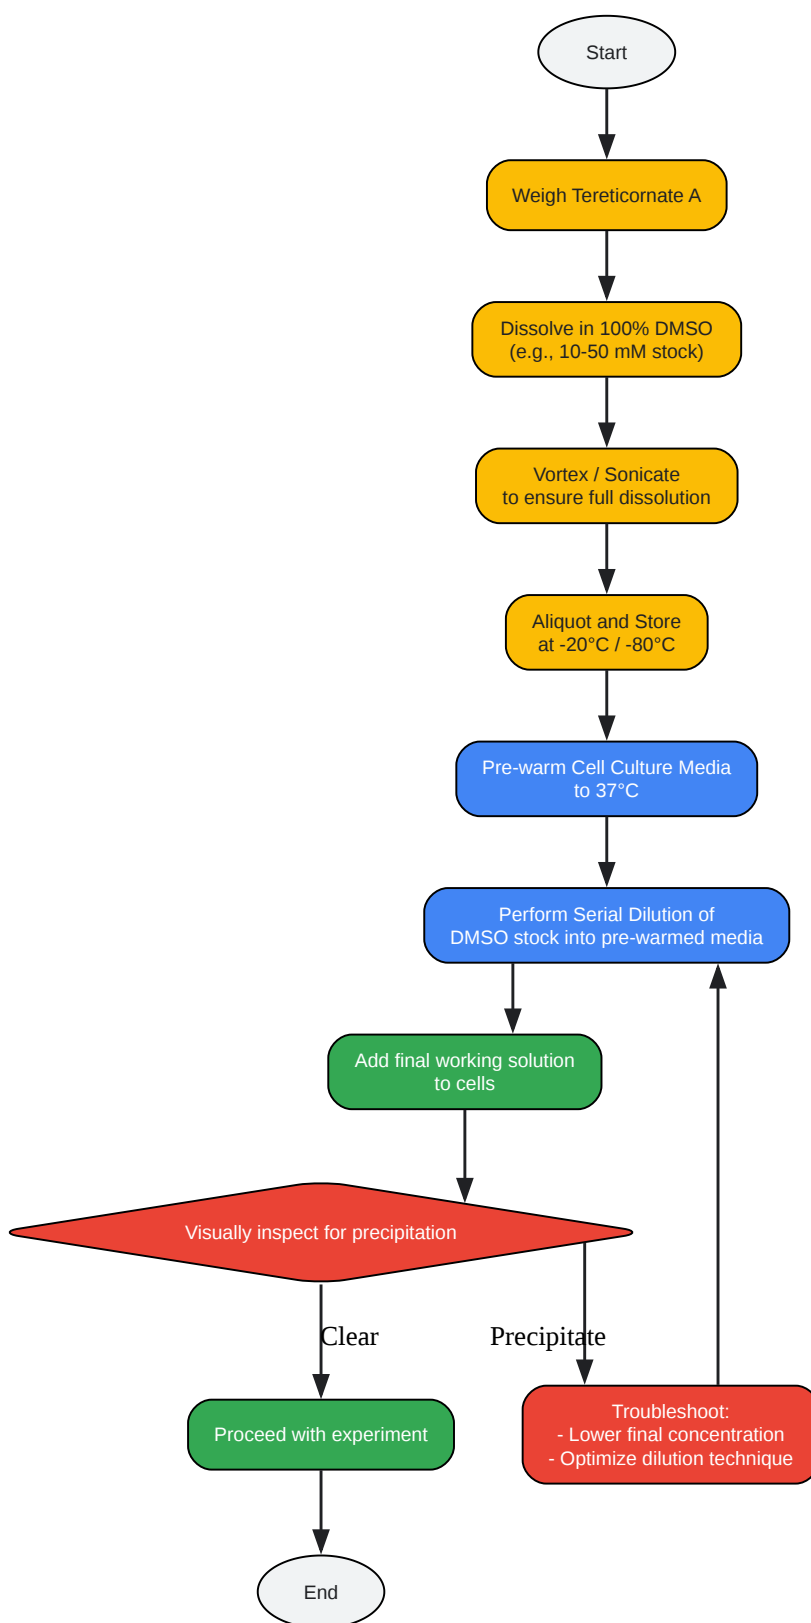 Start
Weigh Tereticornate A
Dissolve in 100% DMSO
(e.g., 10-50 mM stock)
Vortex / Sonicate
to ensure full dissolution
Aliquot and Store
at -20°C / -80°C
Pre-warm Cell Culture Media
to 37°C
Perform Serial Dilution of
DMSO stock into pre-warmed media
Add final working solution
to cells
Visually inspect for precipitation
Clear
Precipitate
Proceed with experiment
Troubleshoot:
- Lower final concentration
- Optimize dilution technique
End